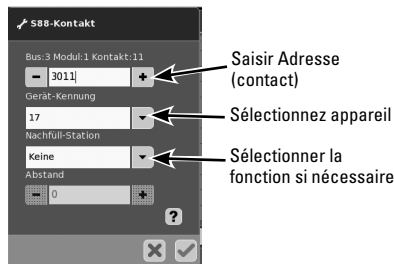 S88-Kontakt
Bus:3 Modul:1 Kontakt:11
3011
Saisir Adresse
(contact)
Gerät-Kennung
17
Sélectionnez appareil
Nachfüll-Station
Keine
Sélectionner la
fonction si nécessaire
Abstand
0
?